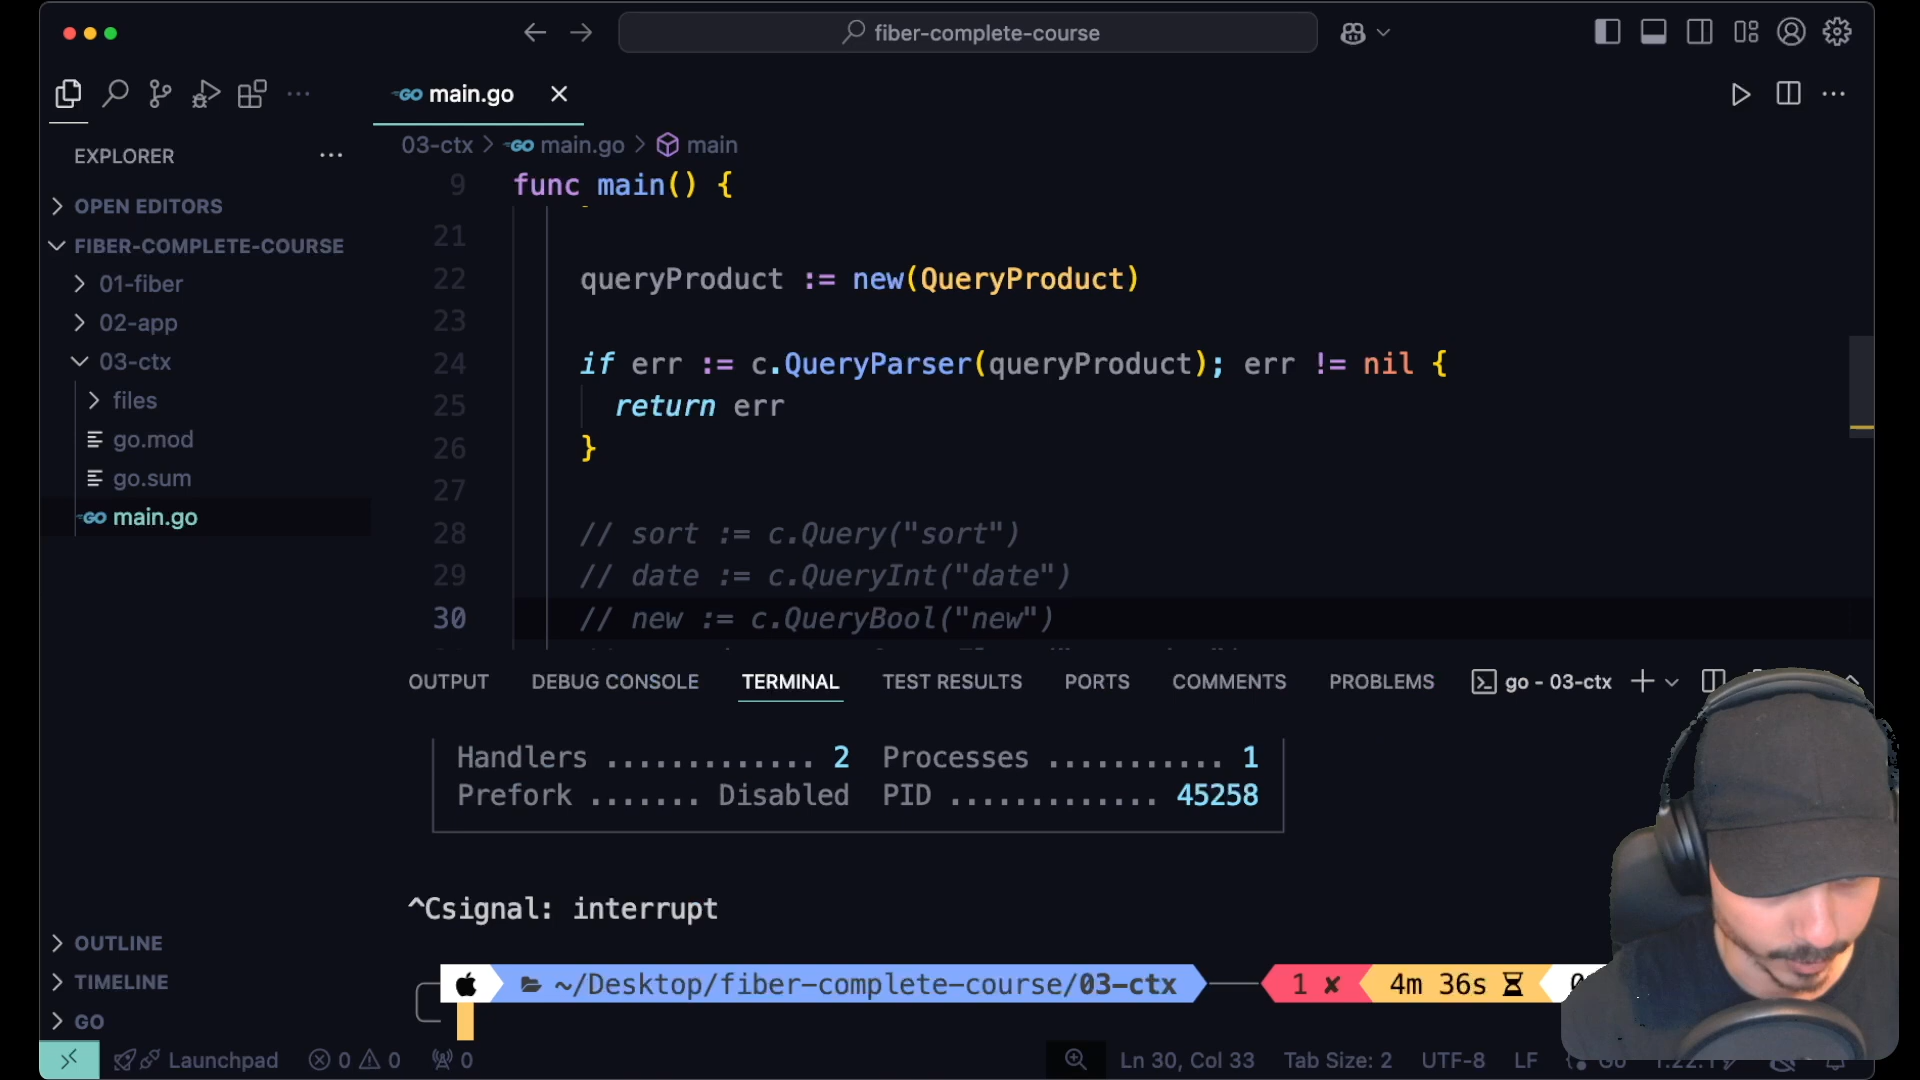 fiber-complete-course
GO main.go
EXPLORER
03-ctx > GO main.go > main
OPEN EDITORS
FIBER-COMPLETE-COURSE
01-fiber
02-app
03-ctx
files
go.mod
go.sum
GO main.go
OUTLINE
TIMELINE
GO
9 func main() {
21
22 queryProduct := new(QueryProduct)
23
24 if err := c.QueryParser(queryProduct); err != nil {
25 return err
26 }
27
28 // sort := c.Query("sort")
29 // date := c.QueryInt("date")
30 // new := c.QueryBool("new")
OUTPUT DEBUG CONSOLE TERMINAL TEST RESULTS PORTS COMMENTS PROBLEMS go - 03-ctx
Handlers ............. 2 Processes ........... 1
Prefork ....... Disabled PID ............. 45258
^Csignal: interrupt
~/Desktop/fiber-complete-course/03-ctx 1 ✘ 4m 36s
Launchpad 0 0 0 Ln 30, Col 33 Tab Size: 2 UTF-8 LF Go